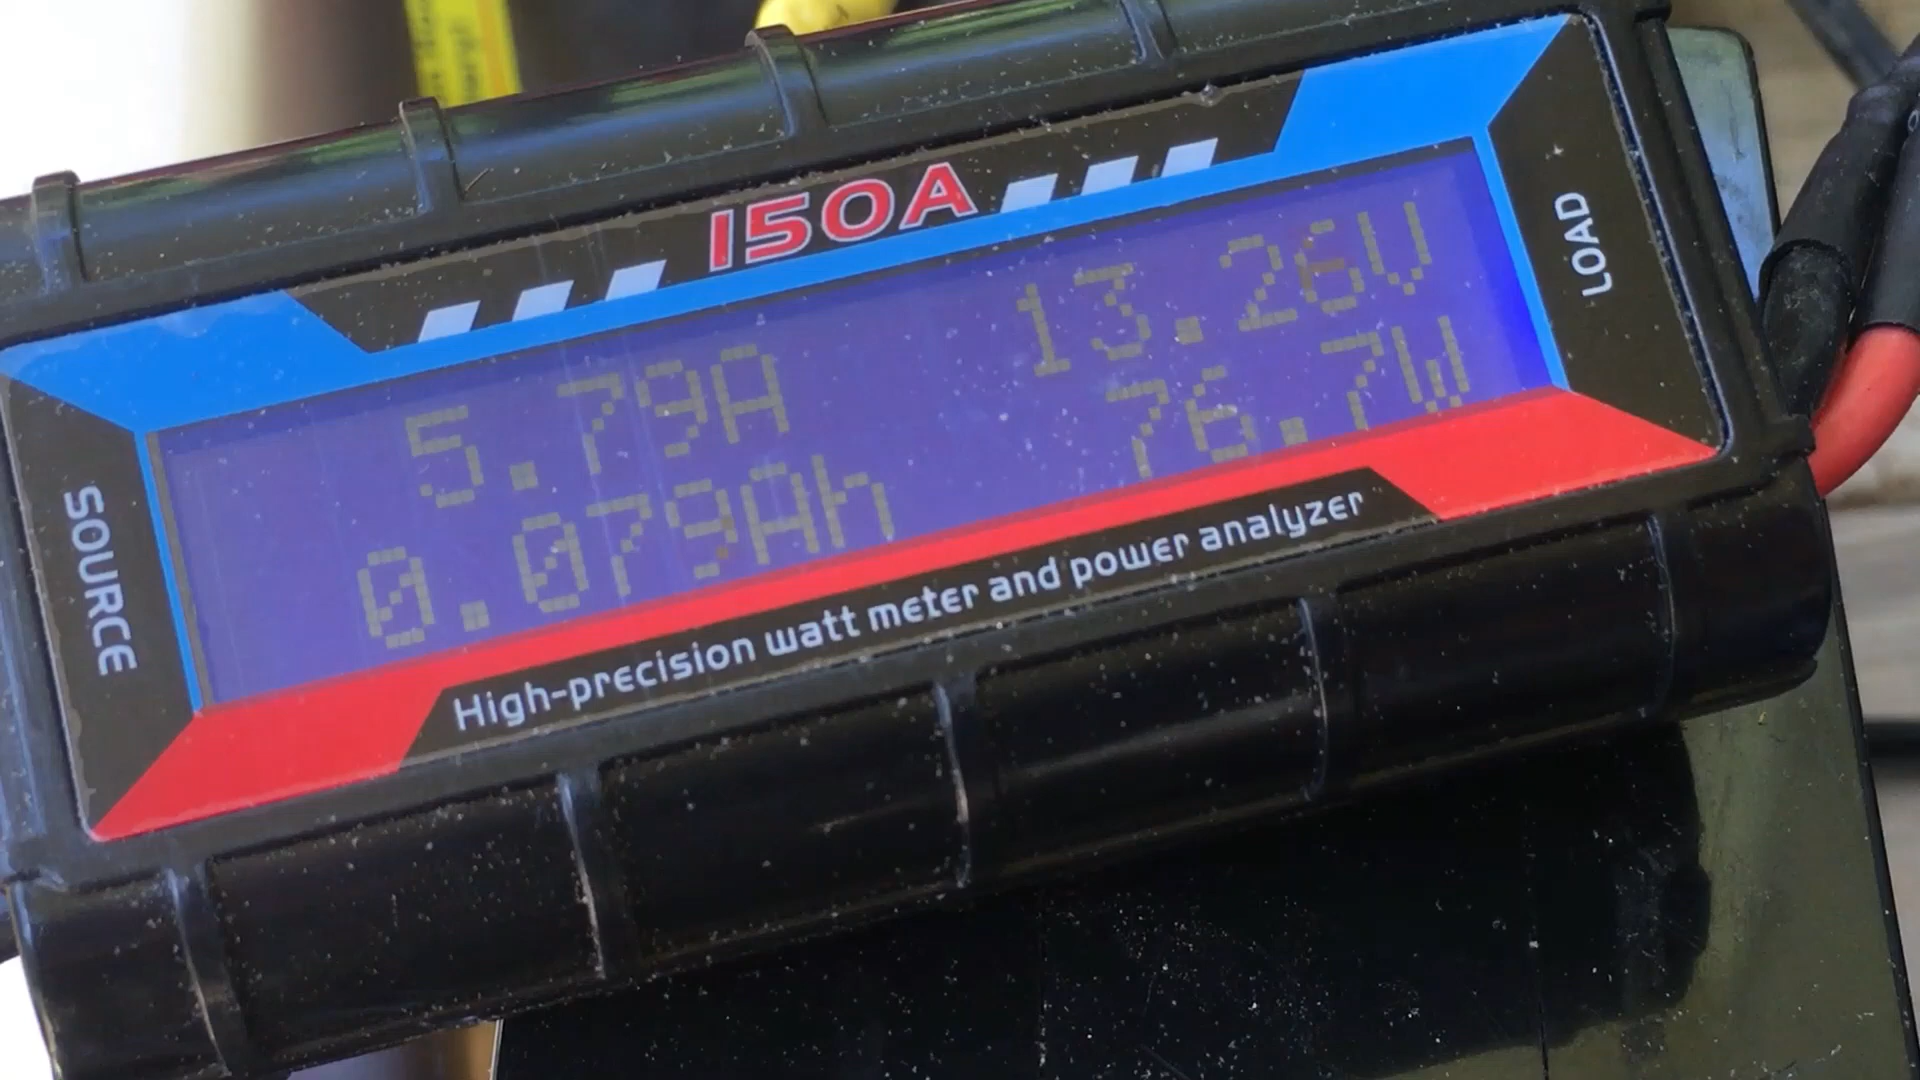 150A
5.79A 13.26V
0.079Ah 76.7W
SOURCE
LOAD
High-precision watt meter and power analyzer